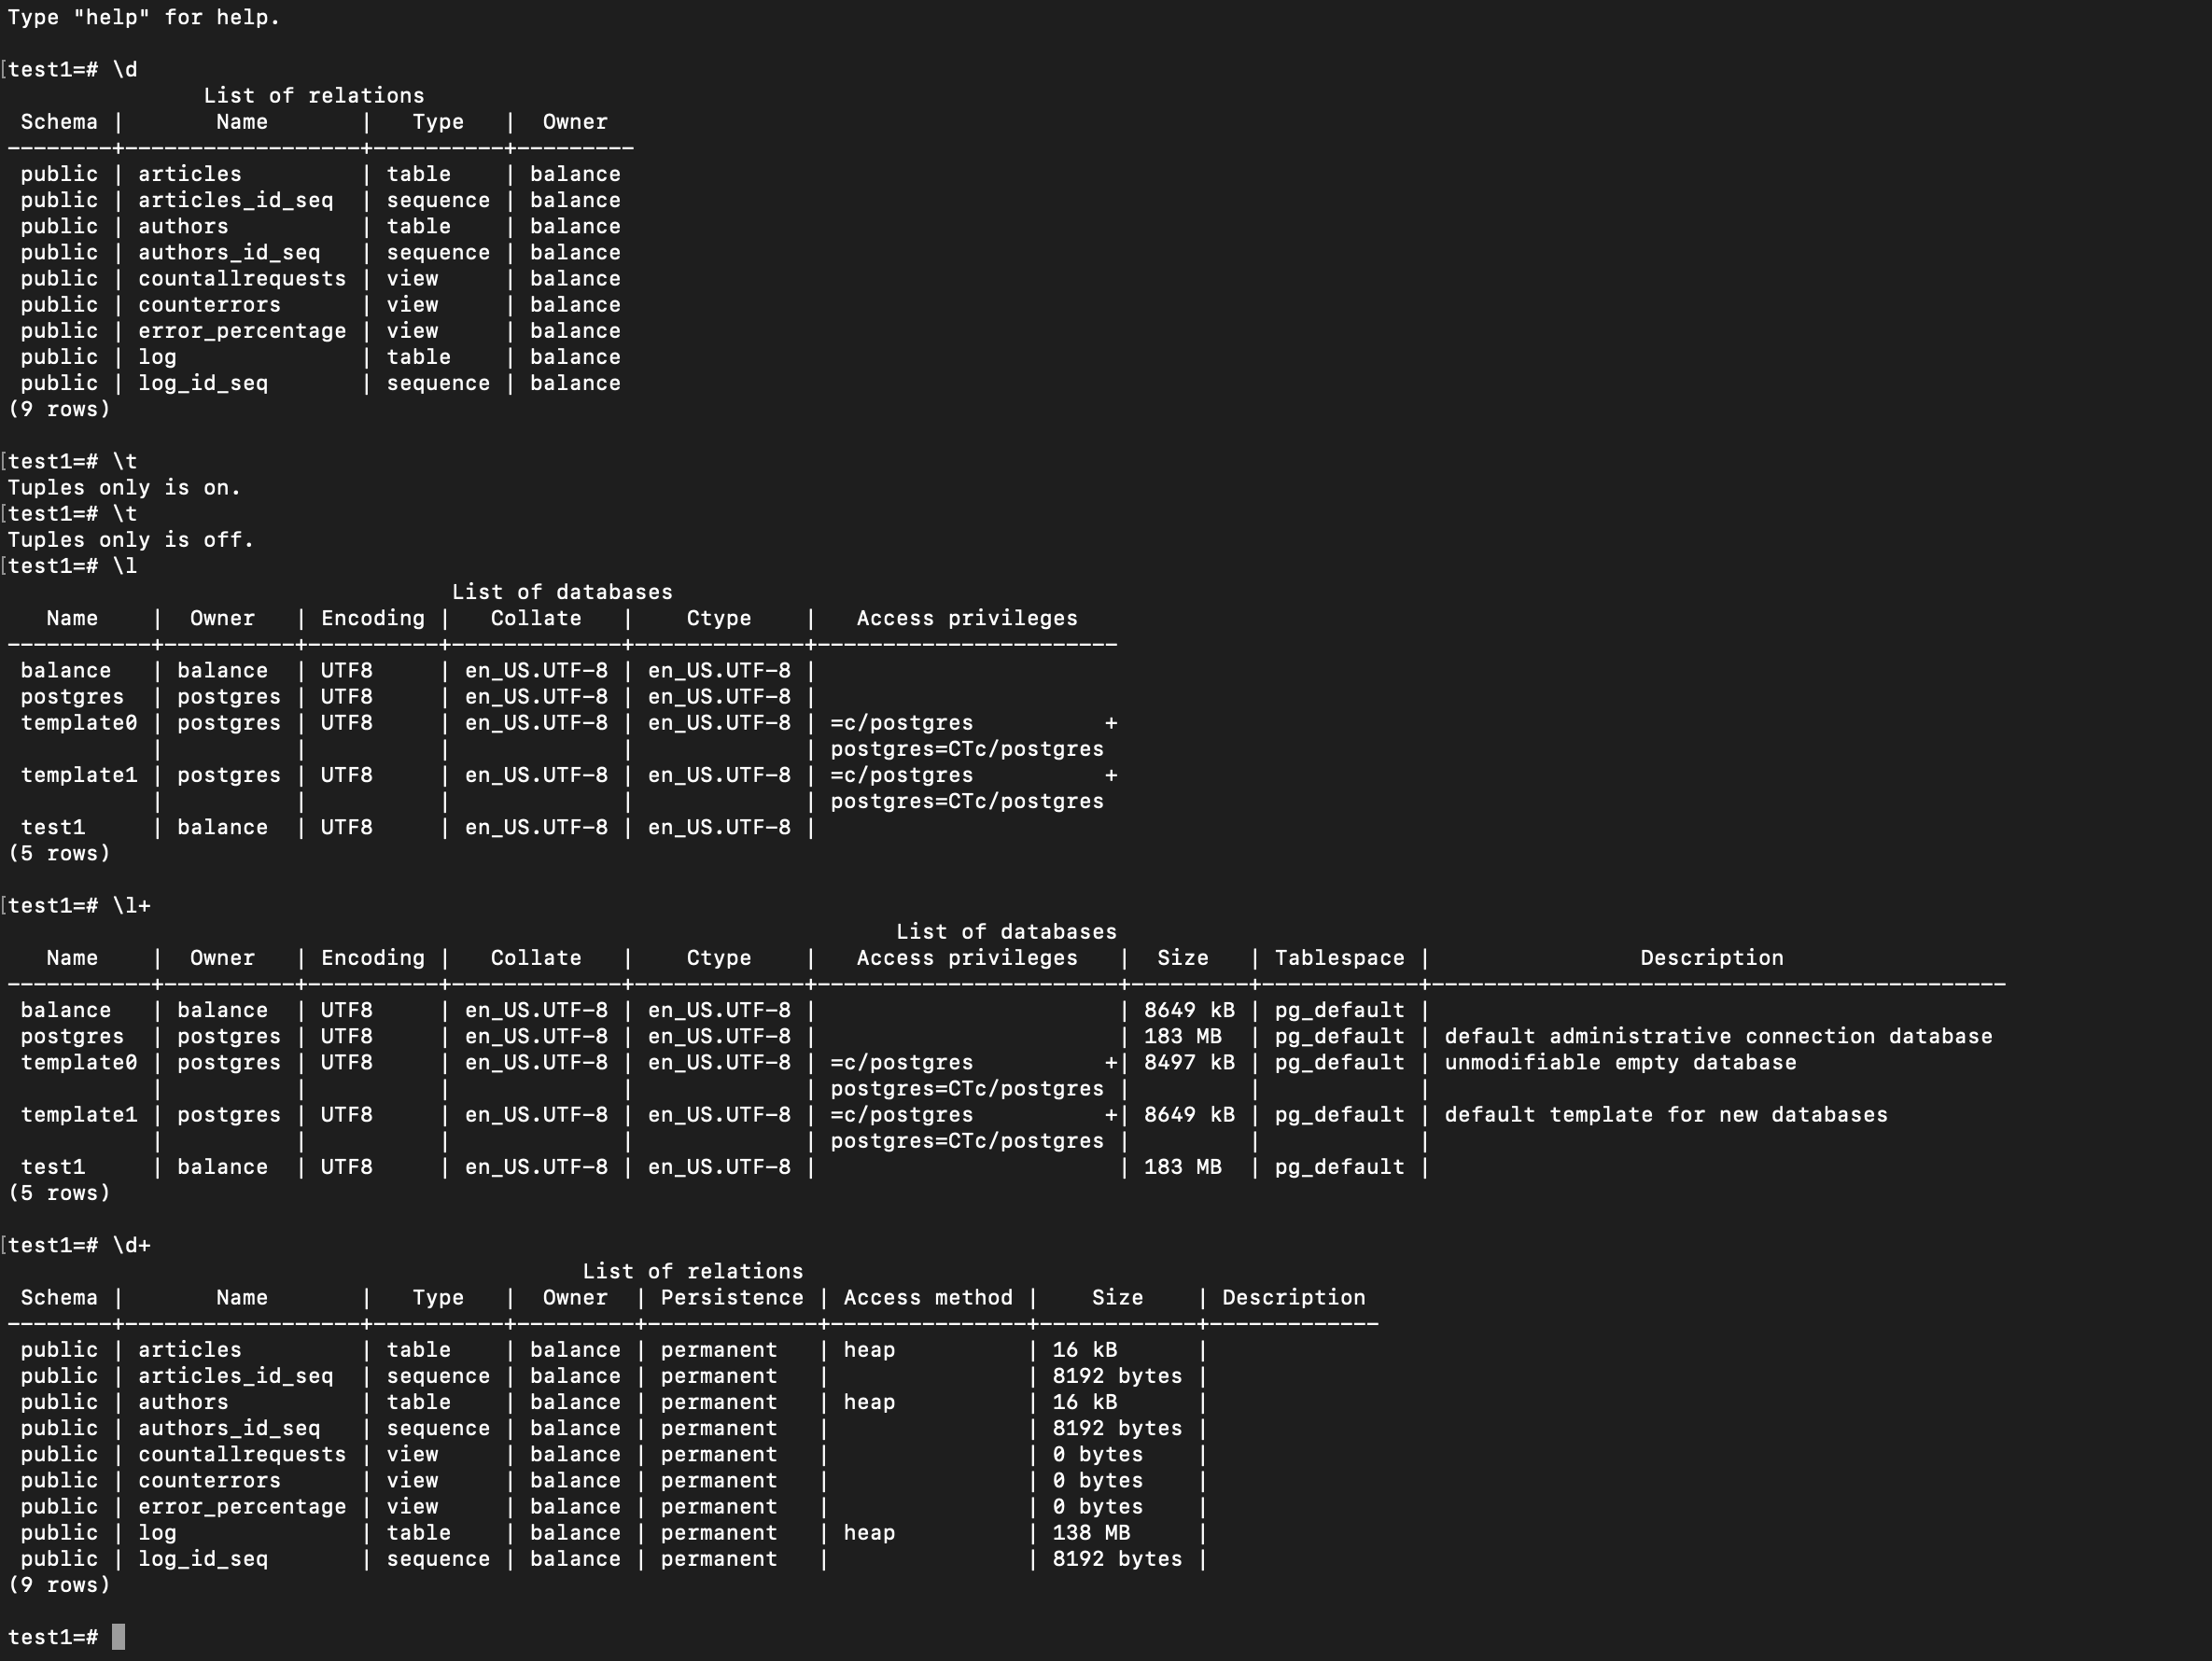 Type "help" for help.
[test1=# \d
List of relations
Schema | Name | Type | Owner
--------+------------------+----------+---------
public | articles | table | balance
public | articles_id_seq | sequence | balance
public | authors | table | balance
public | authors_id_seq | sequence | balance
public | countallrequests | view | balance
public | counterrors | view | balance
public | error_percentage | view | balance
public | log | table | balance
public | log_id_seq | sequence | balance
(9 rows)
[test1=# \t
Tuples only is on.
[test1=# \t
Tuples only is off.
[test1=# \l
List of databases
Name | Owner | Encoding | Collate | Ctype | Access privileges
-----------+----------+----------+-------------+-------------+-----------------------
balance | balance | UTF8 | en_US.UTF-8 | en_US.UTF-8 |
postgres | postgres | UTF8 | en_US.UTF-8 | en_US.UTF-8 |
template0 | postgres | UTF8 | en_US.UTF-8 | en_US.UTF-8 | =c/postgres +
| | | | | postgres=CTc/postgres
template1 | postgres | UTF8 | en_US.UTF-8 | en_US.UTF-8 | =c/postgres +
| | | | | postgres=CTc/postgres
test1 | balance | UTF8 | en_US.UTF-8 | en_US.UTF-8 |
(5 rows)
[test1=# \l+
List of databases
Name | Owner | Encoding | Collate | Ctype | Access privileges | Size | Tablespace | Description
-----------+----------+----------+-------------+-------------+-----------------------+---------+------------+--------------------------------------------
balance | balance | UTF8 | en_US.UTF-8 | en_US.UTF-8 | | 8649 kB | pg_default |
postgres | postgres | UTF8 | en_US.UTF-8 | en_US.UTF-8 | | 183 MB | pg_default | default administrative connection database
template0 | postgres | UTF8 | en_US.UTF-8 | en_US.UTF-8 | =c/postgres +| 8497 kB | pg_default | unmodifiable empty database
| | | | | postgres=CTc/postgres | | |
template1 | postgres | UTF8 | en_US.UTF-8 | en_US.UTF-8 | =c/postgres +| 8649 kB | pg_default | default template for new databases
| | | | | postgres=CTc/postgres | | |
test1 | balance | UTF8 | en_US.UTF-8 | en_US.UTF-8 | | 183 MB | pg_default |
(5 rows)
[test1=# \d+
List of relations
Schema | Name | Type | Owner | Persistence | Access method | Size | Description
--------+------------------+----------+---------+-------------+---------------+------------+-------------
public | articles | table | balance | permanent | heap | 16 kB |
public | articles_id_seq | sequence | balance | permanent | | 8192 bytes |
public | authors | table | balance | permanent | heap | 16 kB |
public | authors_id_seq | sequence | balance | permanent | | 8192 bytes |
public | countallrequests | view | balance | permanent | | 0 bytes |
public | counterrors | view | balance | permanent | | 0 bytes |
public | error_percentage | view | balance | permanent | | 0 bytes |
public | log | table | balance | permanent | heap | 138 MB |
public | log_id_seq | sequence | balance | permanent | | 8192 bytes |
(9 rows)
test1=#